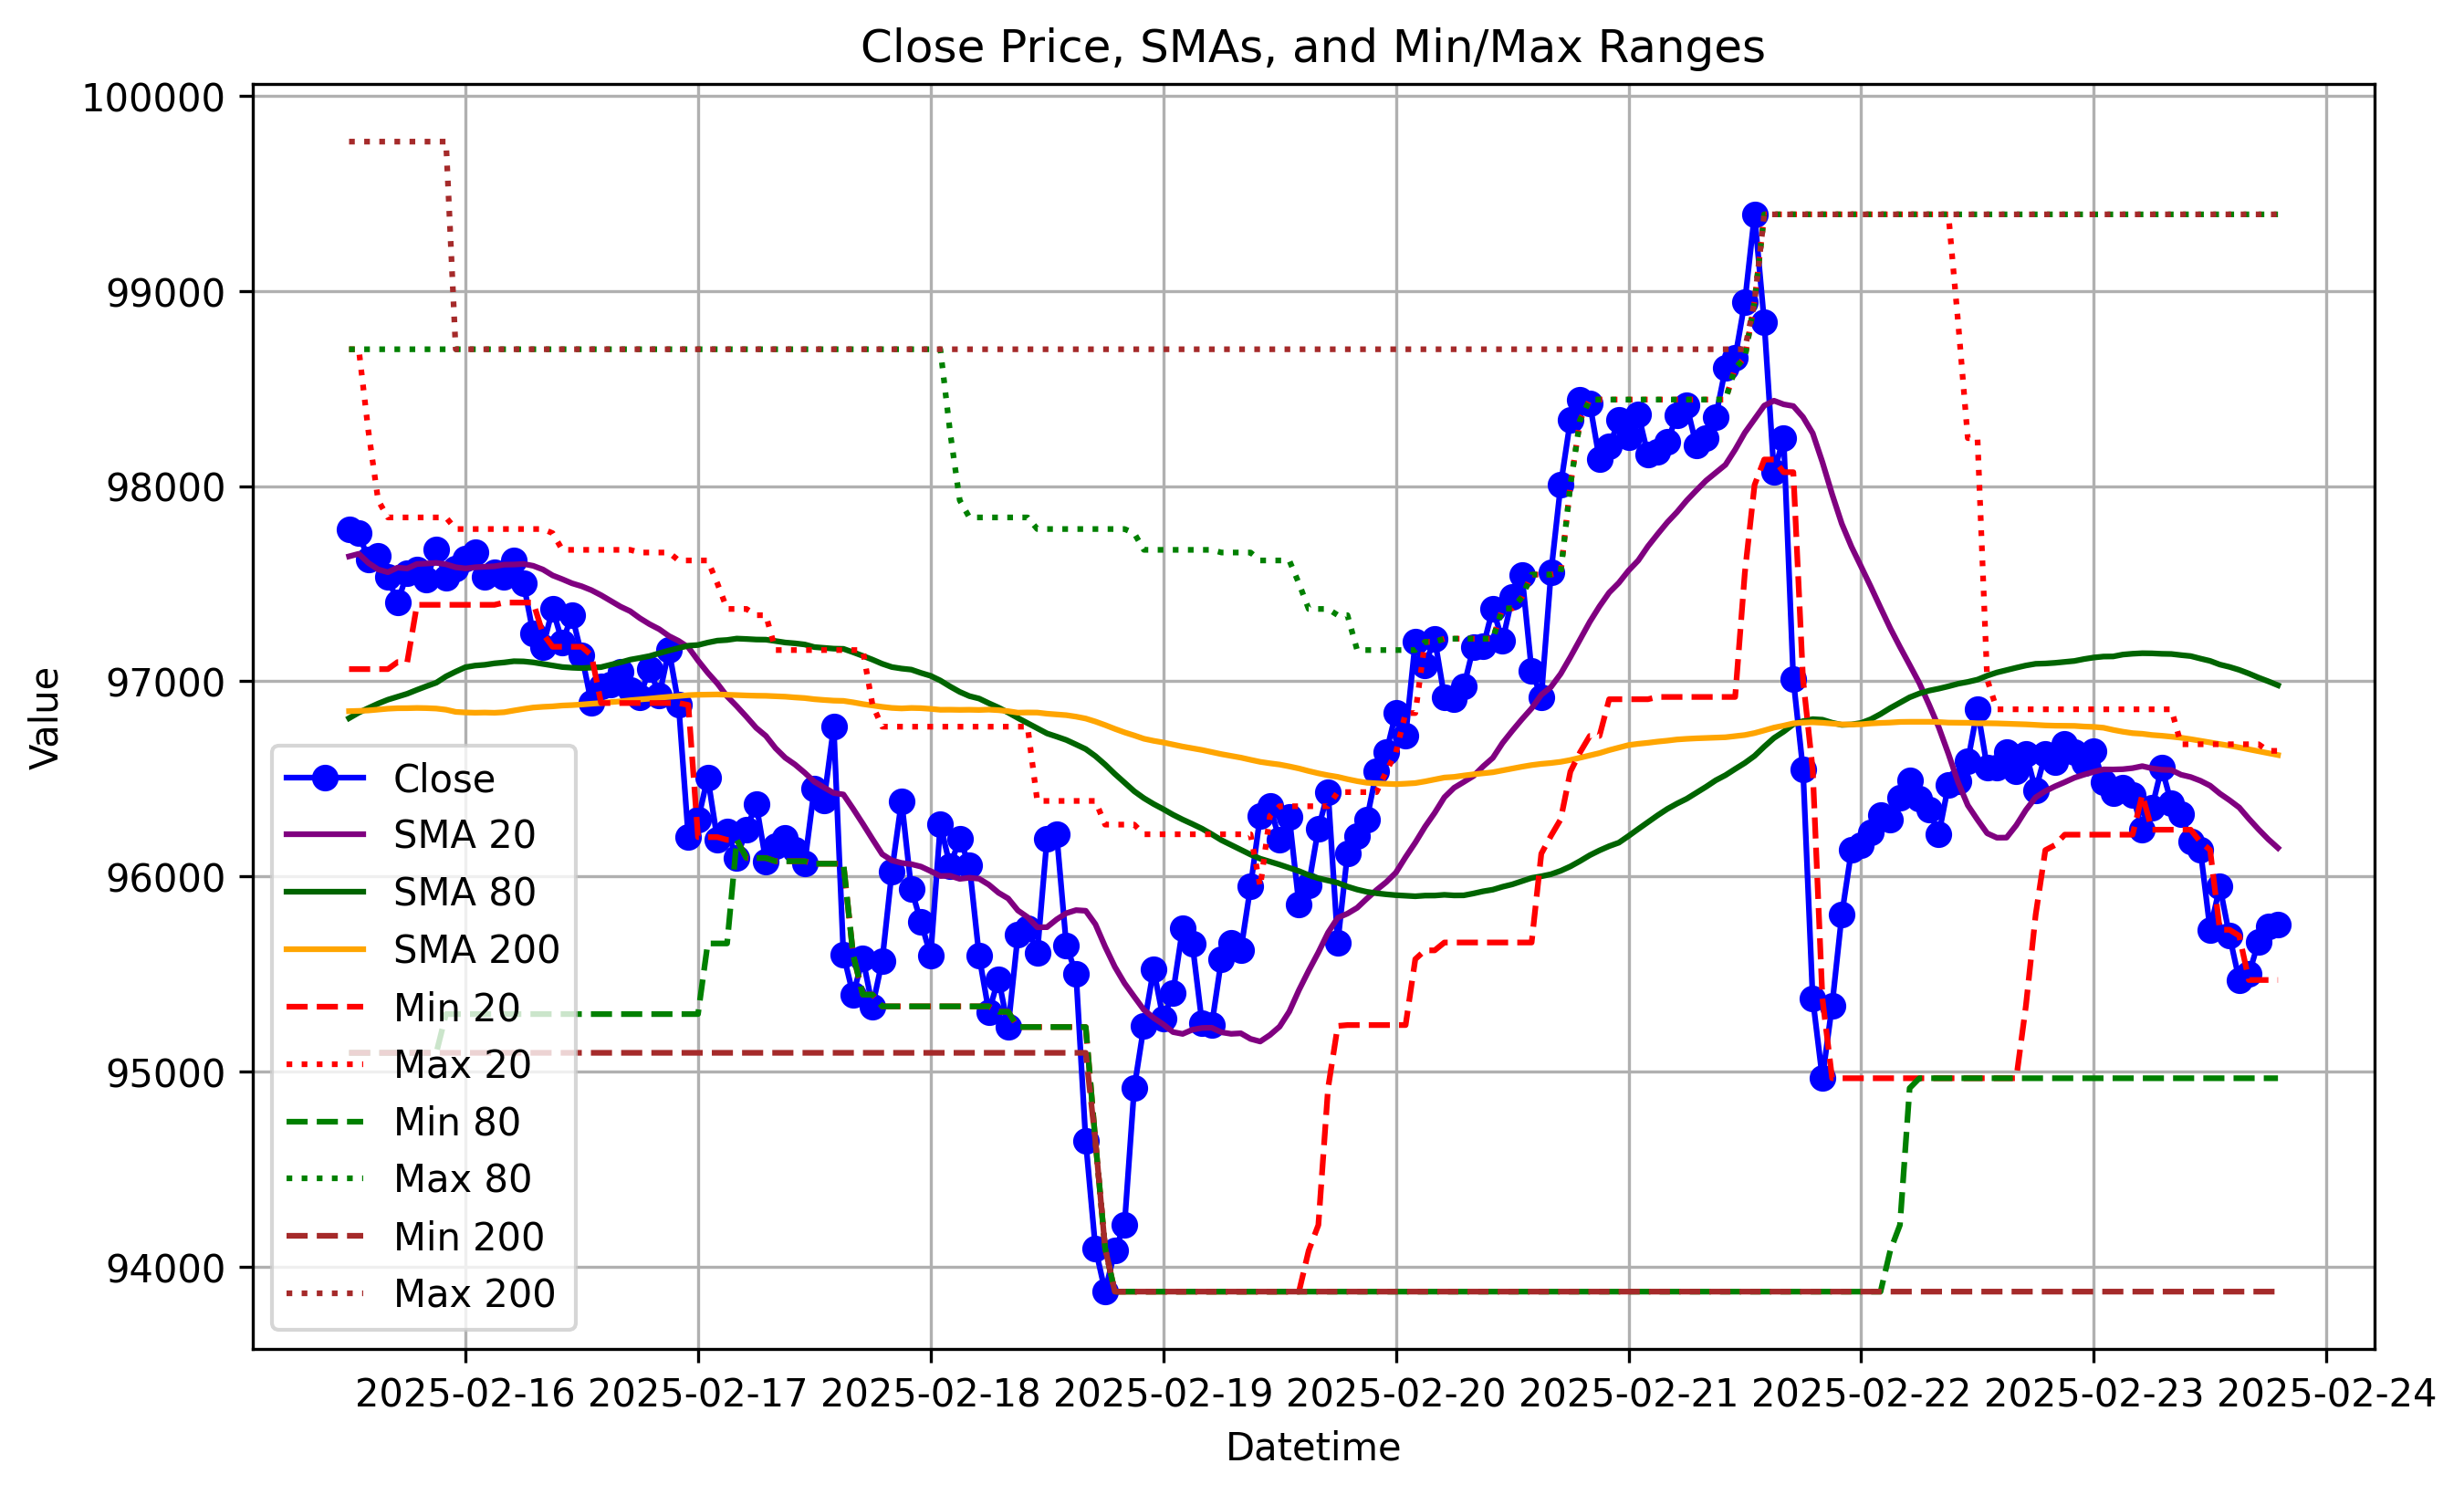 Close Price, SMAs, and Min/Max Ranges
100000
99000
98000
97000
96000
95000
94000
Value
Close
SMA 20
SMA 80
SMA 200
Min 20
Max 20
Min 80
Max 80
Min 200
Max 200
2025-02-16 2025-02-17 2025-02-18 2025-02-19 2025-02-20 2025-02-21 2025-02-22 2025-02-23 2025-02-24
Datetime